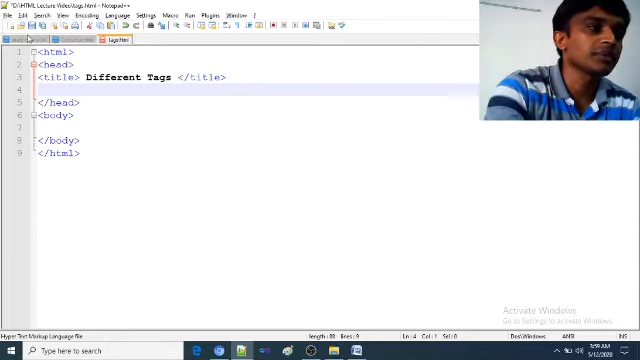 *D:\HTML Lecture Video\tags.html - Notepad++
File Edit Search View Encoding Language Settings Macro Run Plugins Window ?
Tags.html
1 <html>
2 <head>
3 <title> Different Tags </title>
4
5 </head>
6 <body>
7
8 </body>
9 </html>
Activate Windows
Go to Settings to activate Windows.
Hyper Text Markup Language file length : 88 lines : 9 Ln : 4 Col : 1 Sel : 0 Dos\Windows ANSI INS
Type here to search
3:59 AM
5/12/2020